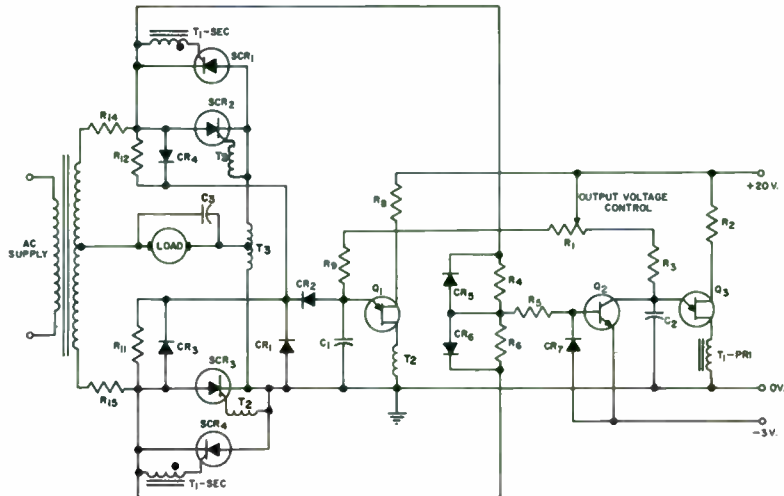 T1-SEC
SCR1
SCR2
R14
R12
CR4
T3
C3
AC SUPPLY
LOAD
T3
R8
+20 V.
OUTPUT VOLTAGE CONTROL
R2
R1
R9
R3
CR2
Q1
CR5
R4
R5
Q2
Q3
R11
CR3
CR1
C1
CR6
R6
CR7
C2
SCR3
T2
T1-PRI
R15
T2
0V.
SCR4
-3 V.
T1-SEC